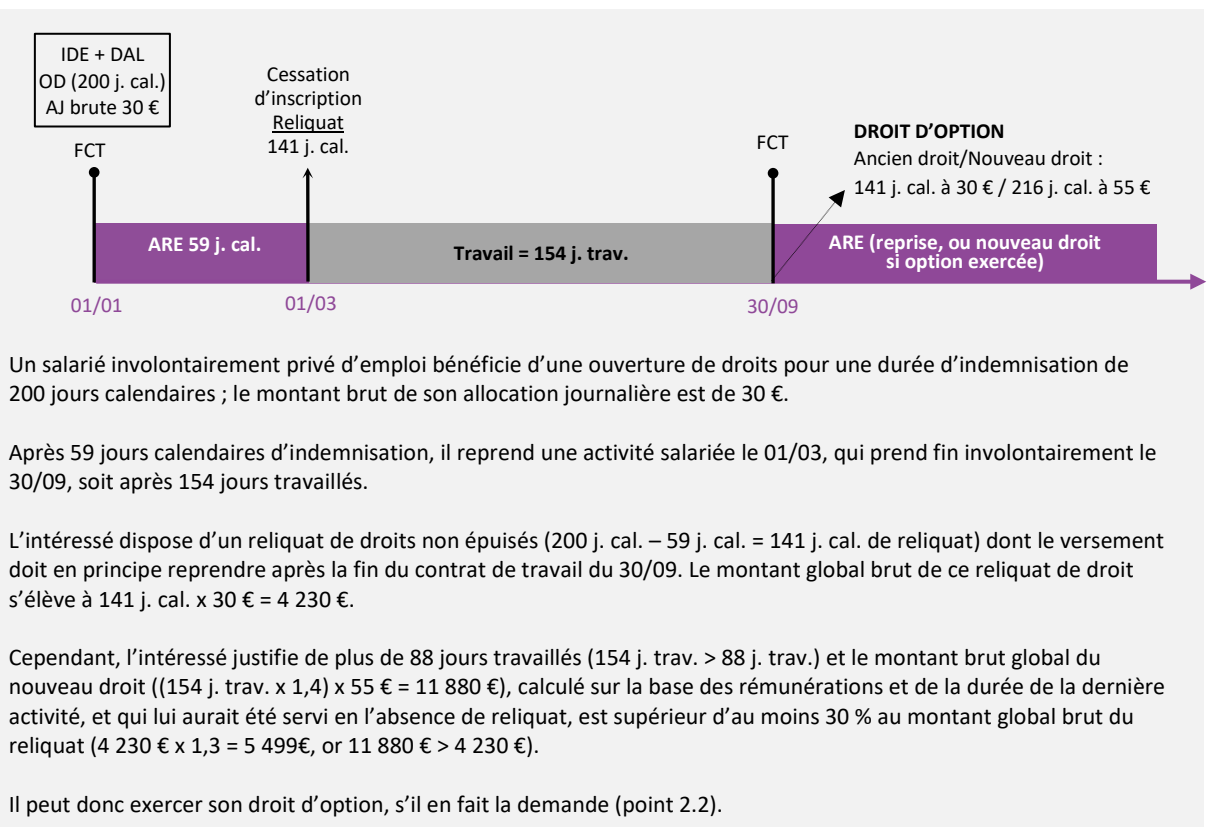 IDE + DAL
OD (200 j. cal.)
AJ brute 30 €
FCT
Cessation
d’inscription
Reliquat
141 j. cal.
FCT
DROIT D’OPTION
Ancien droit/Nouveau droit :
141 j. cal. à 30 € / 216 j. cal. à 55 €
ARE 59 j. cal.
Travail = 154 j. trav.
ARE (reprise, ou nouveau droit
si option exercée)
01/01
01/03
30/09
Un salarié involontairement privé d’emploi bénéficie d’une ouverture de droits pour une durée d’indemnisation de
200 jours calendaires ; le montant brut de son allocation journalière est de 30 €.
Après 59 jours calendaires d’indemnisation, il reprend une activité salariée le 01/03, qui prend fin involontairement le
30/09, soit après 154 jours travaillés.
L’intéressé dispose d’un reliquat de droits non épuisés (200 j. cal. – 59 j. cal. = 141 j. cal. de reliquat) dont le versement
doit en principe reprendre après la fin du contrat de travail du 30/09. Le montant global brut de ce reliquat de droit
s’élève à 141 j. cal. x 30 € = 4 230 €.
Cependant, l’intéressé justifie de plus de 88 jours travaillés (154 j. trav. > 88 j. trav.) et le montant brut global du
nouveau droit ((154 j. trav. x 1,4) x 55 € = 11 880 €), calculé sur la base des rémunérations et de la durée de la dernière
activité, et qui lui aurait été servi en l’absence de reliquat, est supérieur d’au moins 30 % au montant global brut du
reliquat (4 230 € x 1,3 = 5 499€, or 11 880 € > 4 230 €).
Il peut donc exercer son droit d’option, s’il en fait la demande (point 2.2).